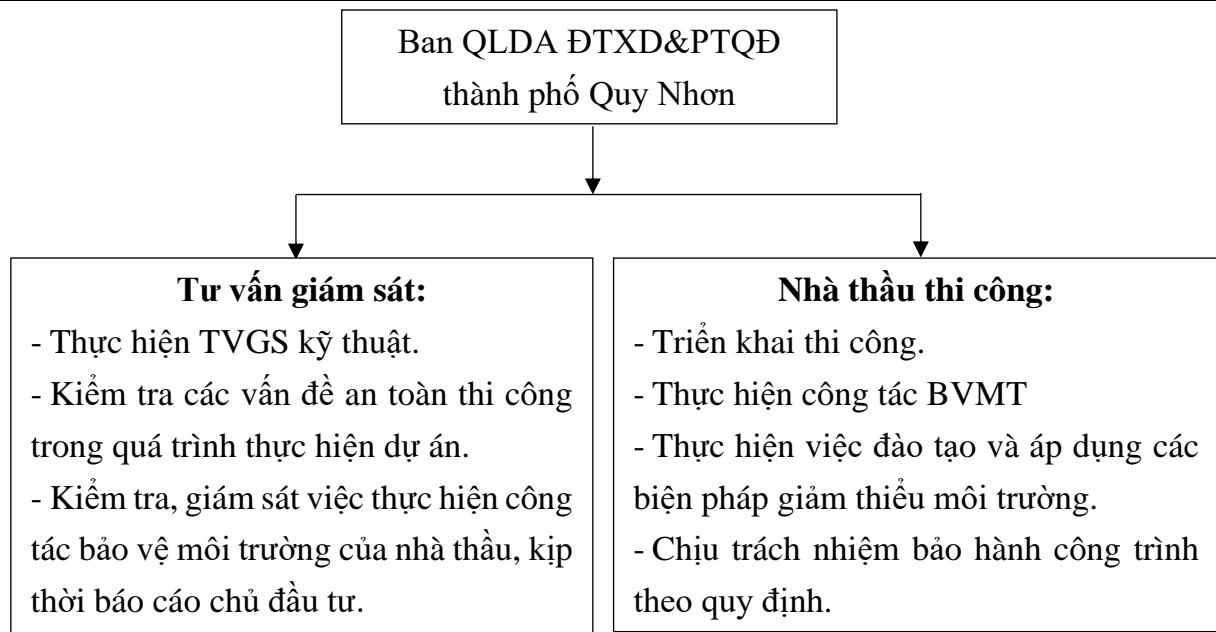 Ban QLDA ĐTXD&PTQĐ
thành phố Quy Nhơn
Tư vấn giám sát:
- Thực hiện TVGS kỹ thuật.
- Kiểm tra các vấn đề an toàn thi công
trong quá trình thực hiện dự án.
- Kiểm tra, giám sát việc thực hiện công
tác bảo vệ môi trường của nhà thầu, kịp
thời báo cáo chủ đầu tư.
Nhà thầu thi công:
- Triển khai thi công.
- Thực hiện công tác BVMT
- Thực hiện việc đào tạo và áp dụng các
biện pháp giảm thiểu môi trường.
- Chịu trách nhiệm bảo hành công trình
theo quy định.